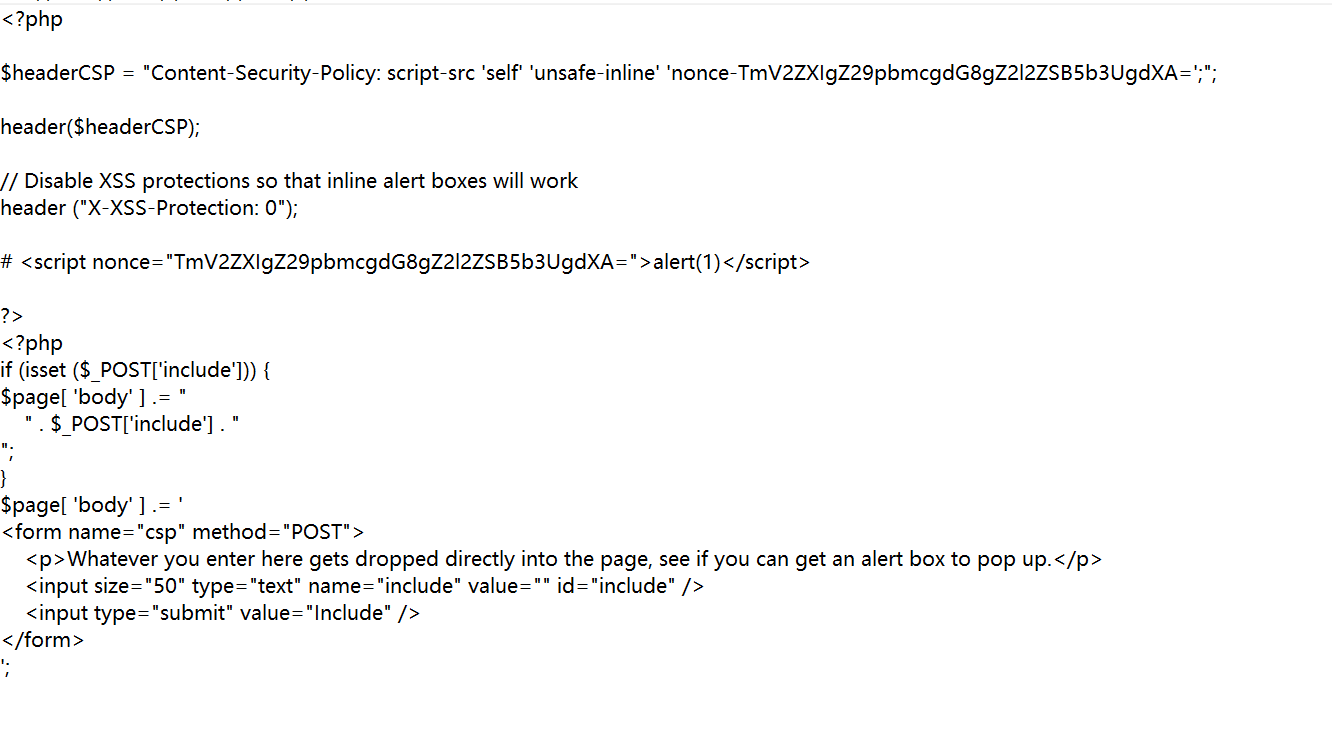 <?php
$headerCSP = "Content-Security-Policy: script-src 'self' 'unsafe-inline' 'nonce-TmV2ZXIgZ29pbmcgdG8gZ2l2ZSB5b3UgdXA=';";
header($headerCSP);
// Disable XSS protections so that inline alert boxes will work
header ("X-XSS-Protection: 0");
# <script nonce="TmV2ZXIgZ29pbmcgdG8gZ2l2ZSB5b3UgdXA=">alert(1)</script>
?>
<?php
if (isset ($_POST['include'])) {
$page[ 'body' ] .= "
    " . $_POST['include'] . "
";
}
$page[ 'body' ] .= '
<form name="csp" method="POST">
    <p>Whatever you enter here gets dropped directly into the page, see if you can get an alert box to pop up.</p>
    <input size="50" type="text" name="include" value="" id="include" />
    <input type="submit" value="Include" />
</form>
';